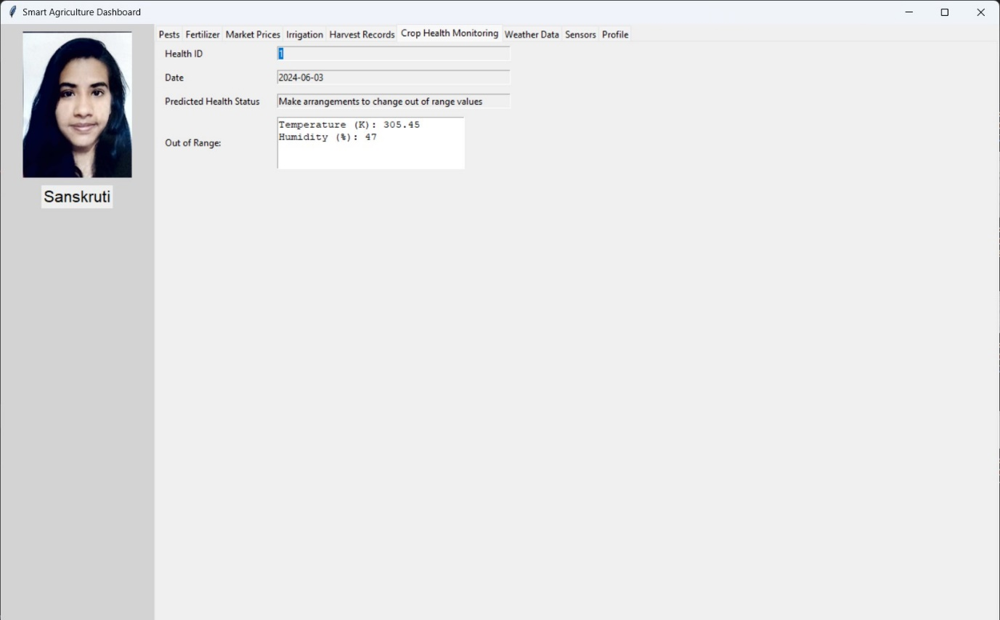 Smart Agriculture Dashboard
Pests Fertilizer Market Prices Irrigation Harvest Records Crop Health Monitoring Weather Data Sensors Profile
Health ID 1
Date 2024-06-03
Predicted Health Status Make arrangements to change out of range values
Temperature (K): 305.45
Humidity (%): 47
Out of Range:
Sanskruti